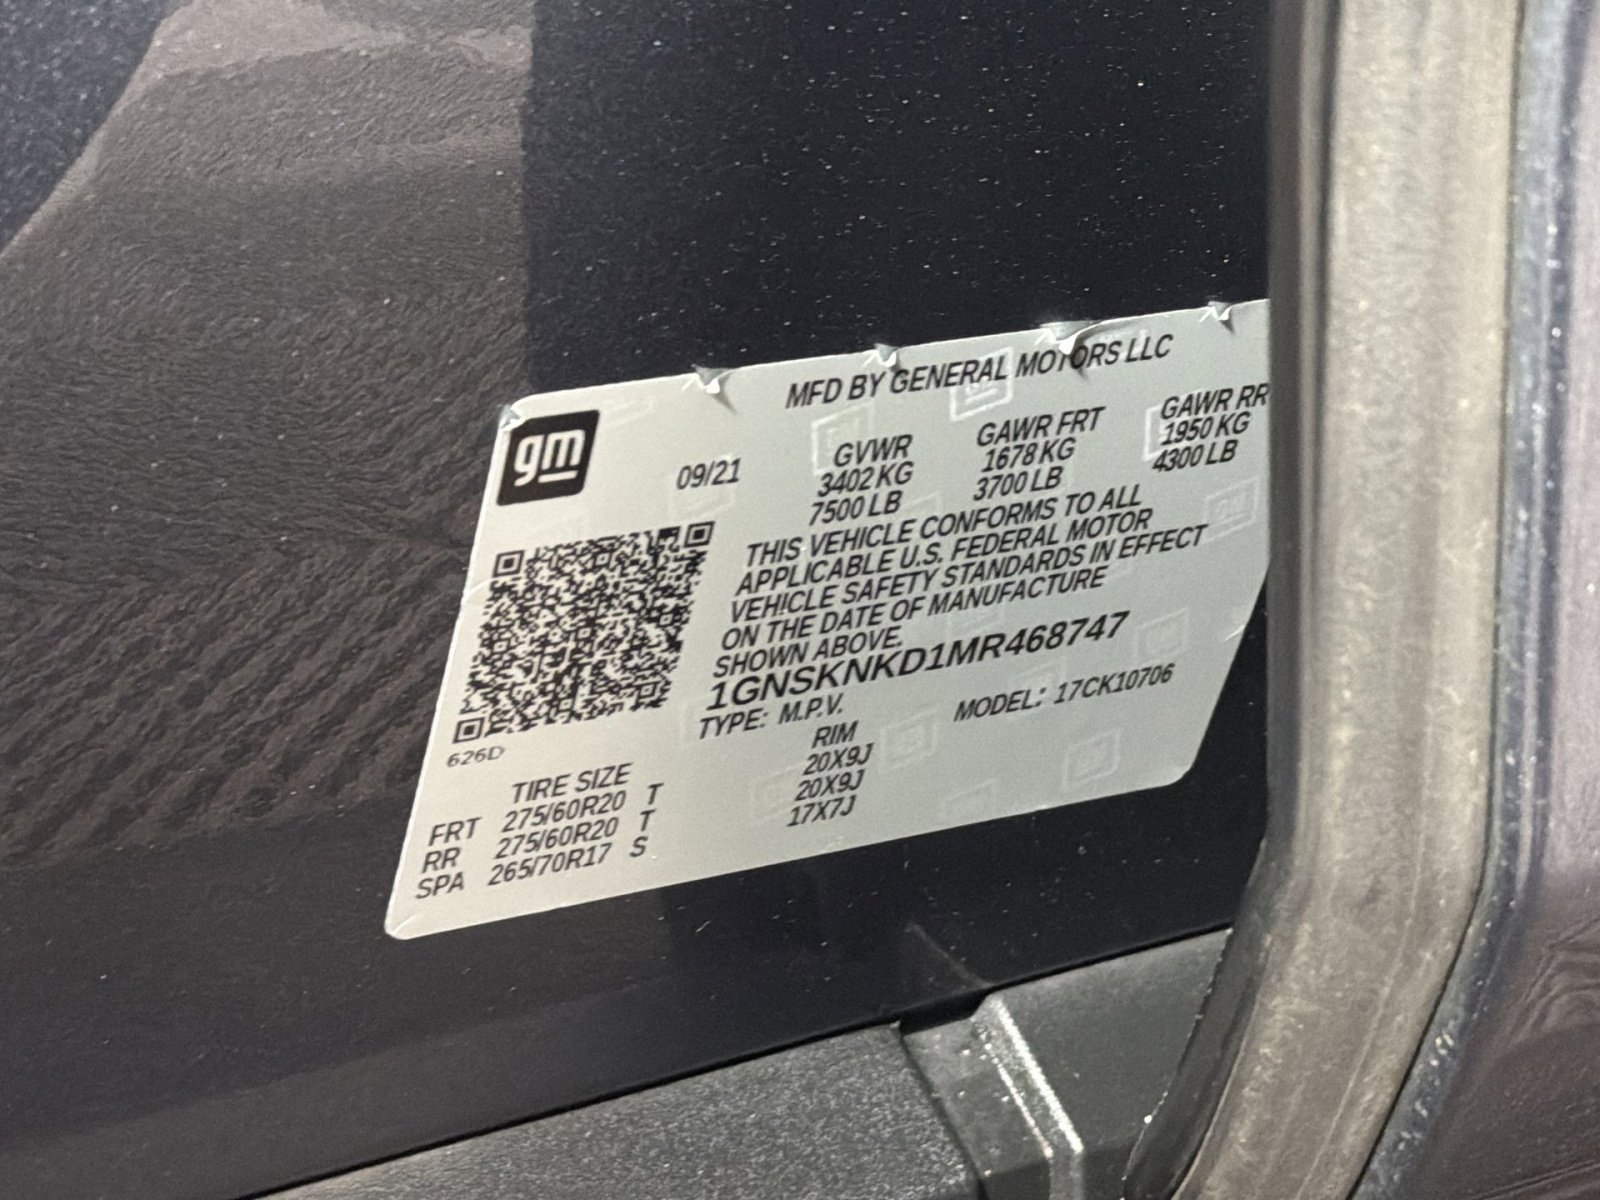 MFD BY GENERAL MOTORS LLC
gm
09/21
GVWR GAWR FRT GAWR RR
3402 KG 1678 KG 1950 KG
7500 LB 3700 LB 4300 LB
THIS VEHICLE CONFORMS TO ALL
APPLICABLE U.S. FEDERAL MOTOR
VEHICLE SAFETY STANDARDS IN EFFECT
ON THE DATE OF MANUFACTURE
SHOWN ABOVE.
1GNSKNKD1MR468747
TYPE: M.P.V. MODEL: 17CK10706
626D
TIRE SIZE RIM
FRT 275/60R20 T 20X9J
RR 275/60R20 T 20X9J
SPA 265/70R17 S 17X7J